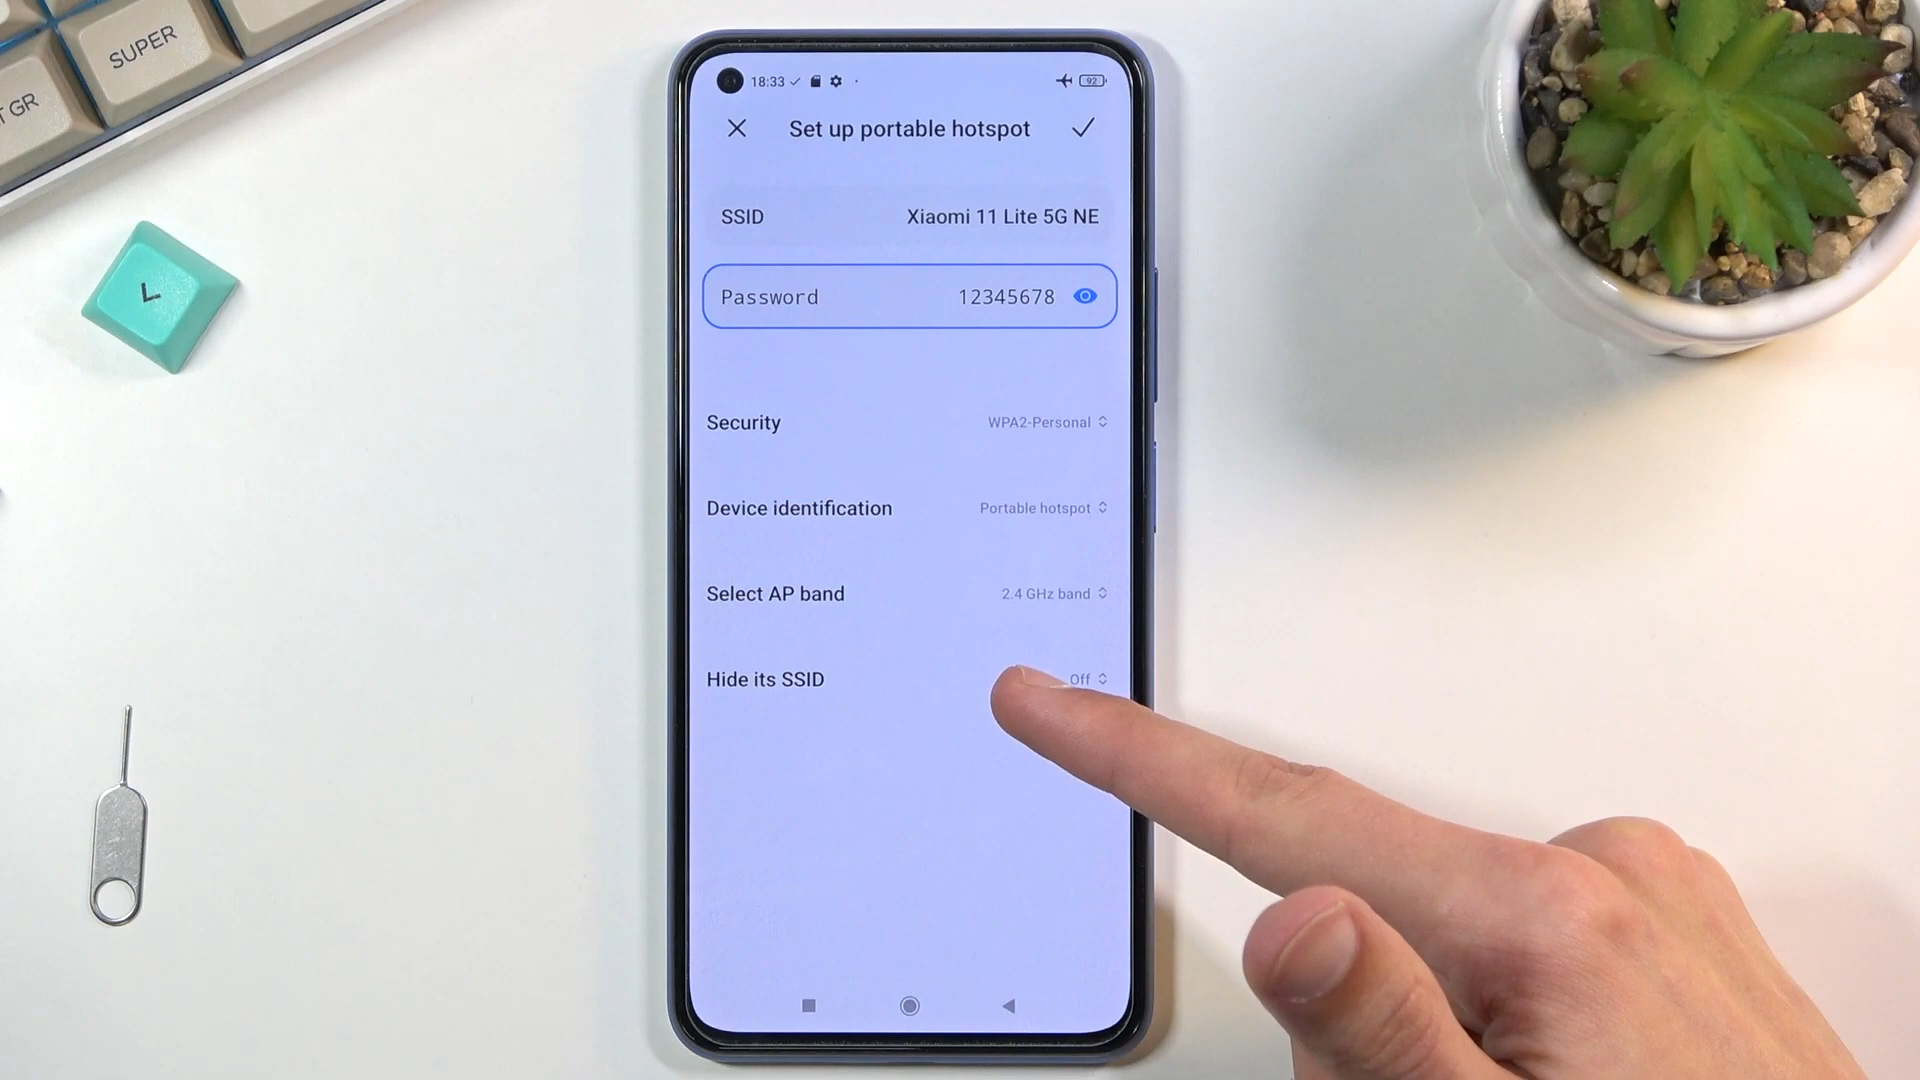 SUPER
T GR
18:33
92
Set up portable hotspot
SSID Xiaomi 11 Lite 5G NE
Password 12345678
Security WPA2-Personal
Device identification Portable hotspot
Select AP band 2.4 GHz band
Hide its SSID Off